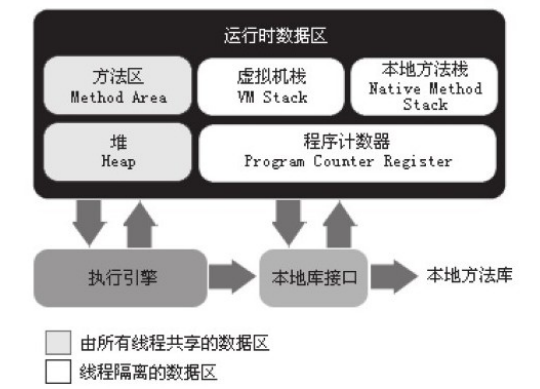 运行时数据区
方法区
Method Area
虚拟机栈
VM Stack
本地方法栈
Native Method
Stack
堆
Heap
程序计数器
Program Counter Register
执行引擎
本地库接口
本地方法库
由所有线程共享的数据区
线程隔离的数据区